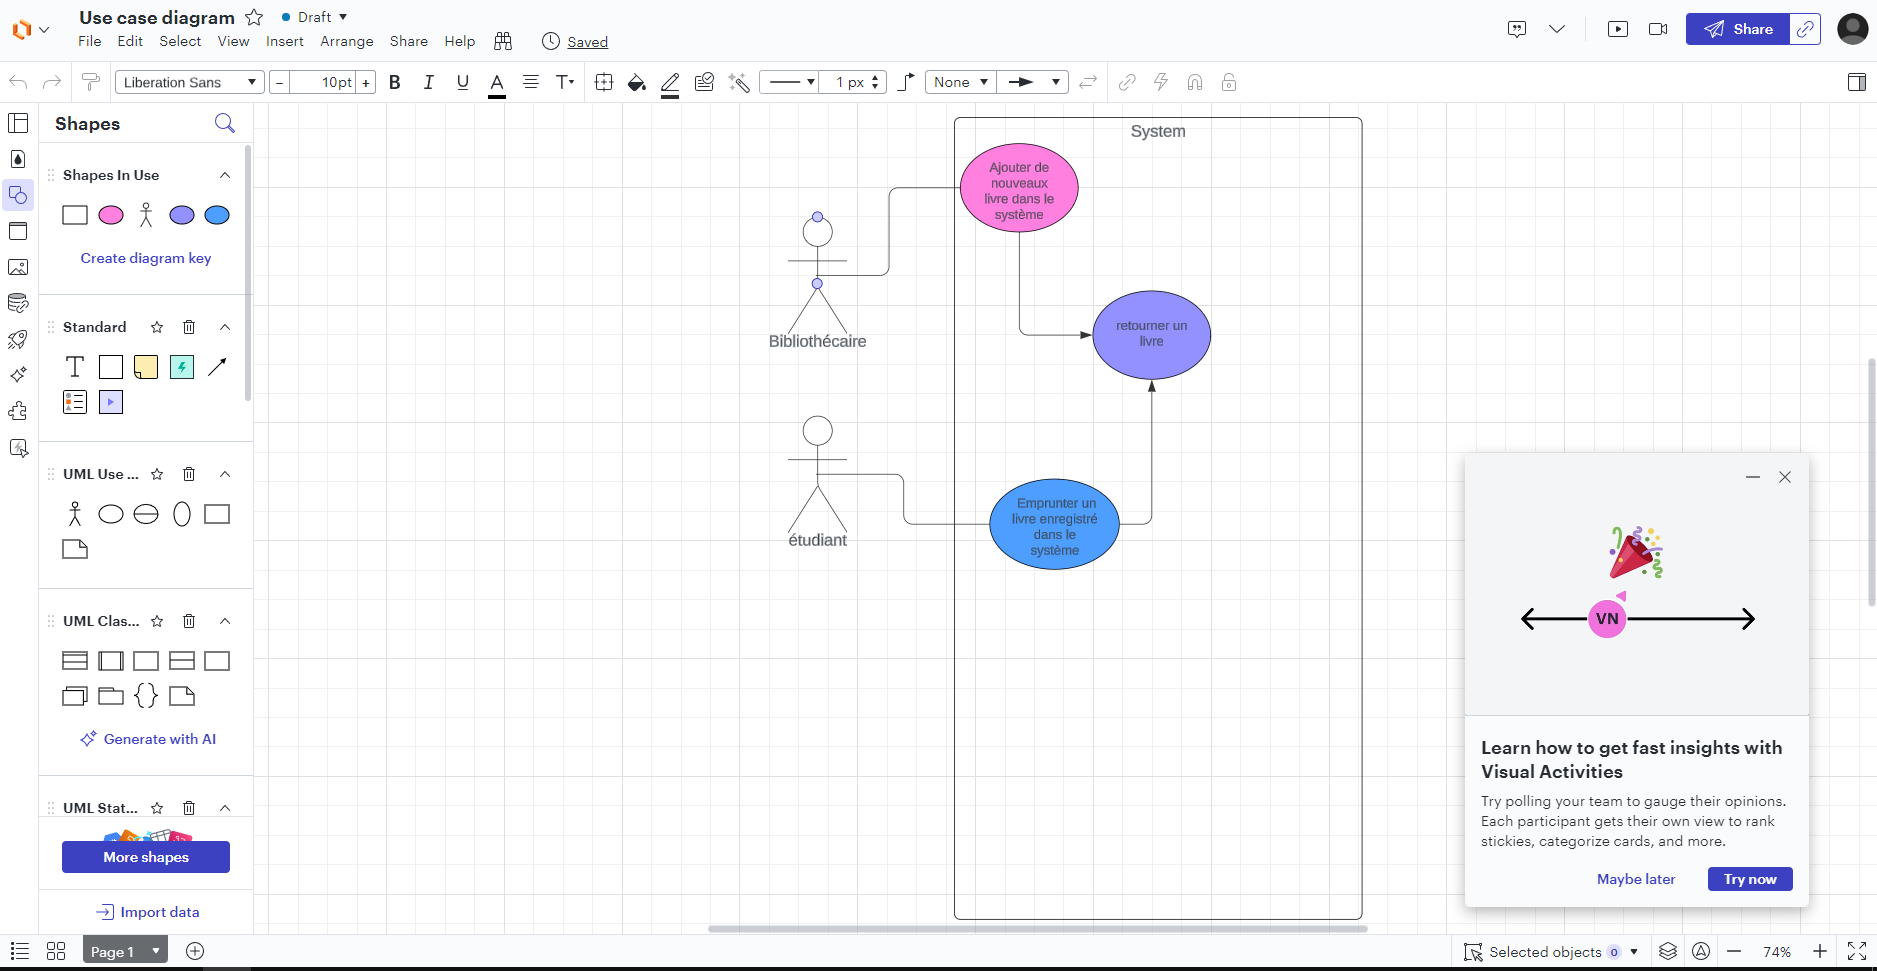 Use case diagram
Draft
File Edit Select View Insert Arrange Share Help
Saved
Share
Liberation Sans
10pt
B I U A T
1 px
None
Shapes
Shapes In Use
Create diagram key
Standard
T
UML Use ...
UML Clas...
Generate with AI
UML Stat...
More shapes
Import data
System
Ajouter de
nouveaux
livre dans le
système
Bibliothécaire
retourner un
livre
étudiant
Emprunter un
livre enregistré
dans le
système
VN
Learn how to get fast insights with
Visual Activities
Try polling your team to gauge their opinions.
Each participant gets their own view to rank
stickies, categorize cards, and more.
Maybe later
Try now
Page 1
Selected objects 0
74%